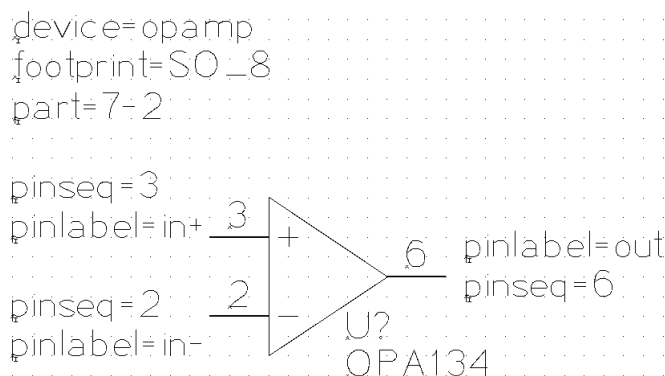 device=opamp
footprint=SO_8
part=7-2
pinseq=3
pinlabel=in+
3
+
6
pinlabel=out
pinseq=6
pinseq=2
pinlabel=in-
2
-
U?
OPA134